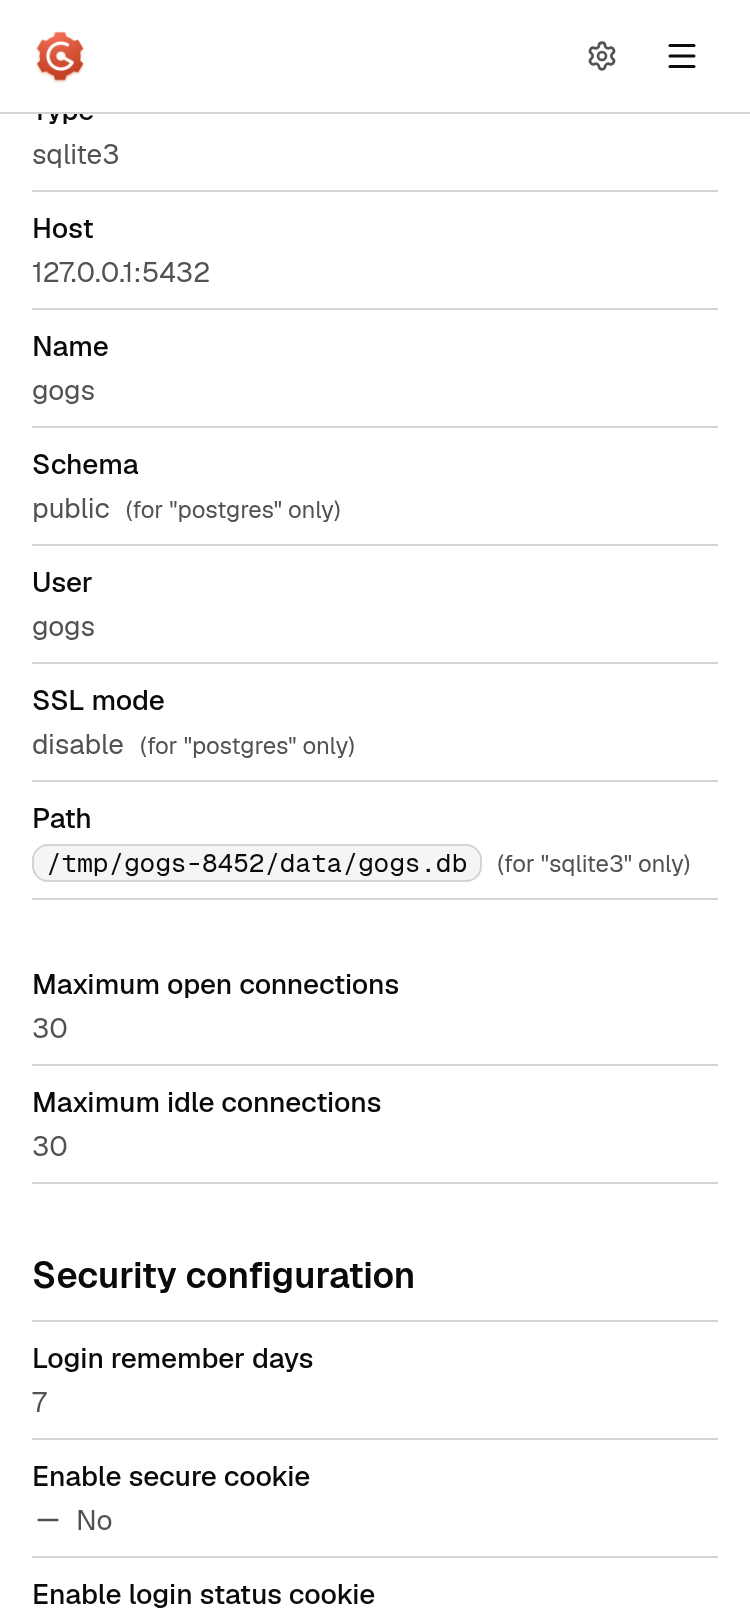 Type
sqlite3
Host
127.0.0.1:5432
Name
gogs
Schema
public (for "postgres" only)
User
gogs
SSL mode
disable (for "postgres" only)
Path
/tmp/gogs-8452/data/gogs.db (for "sqlite3" only)
Maximum open connections
30
Maximum idle connections
30
Security configuration
Login remember days
7
Enable secure cookie
— No
Enable login status cookie